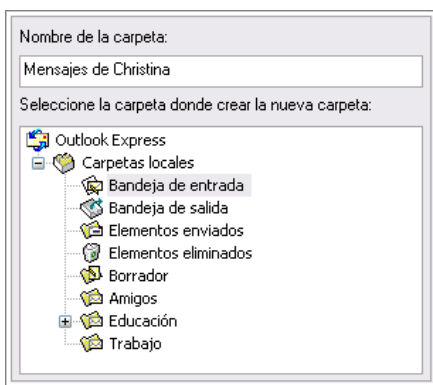 Nombre de la carpeta:
Mensajes de Christina
Seleccione la carpeta donde crear la nueva carpeta:
Outlook Express
Carpetas locales
Bandeja de entrada
Bandeja de salida
Elementos enviados
Elementos eliminados
Borrador
Amigos
Educación
Trabajo